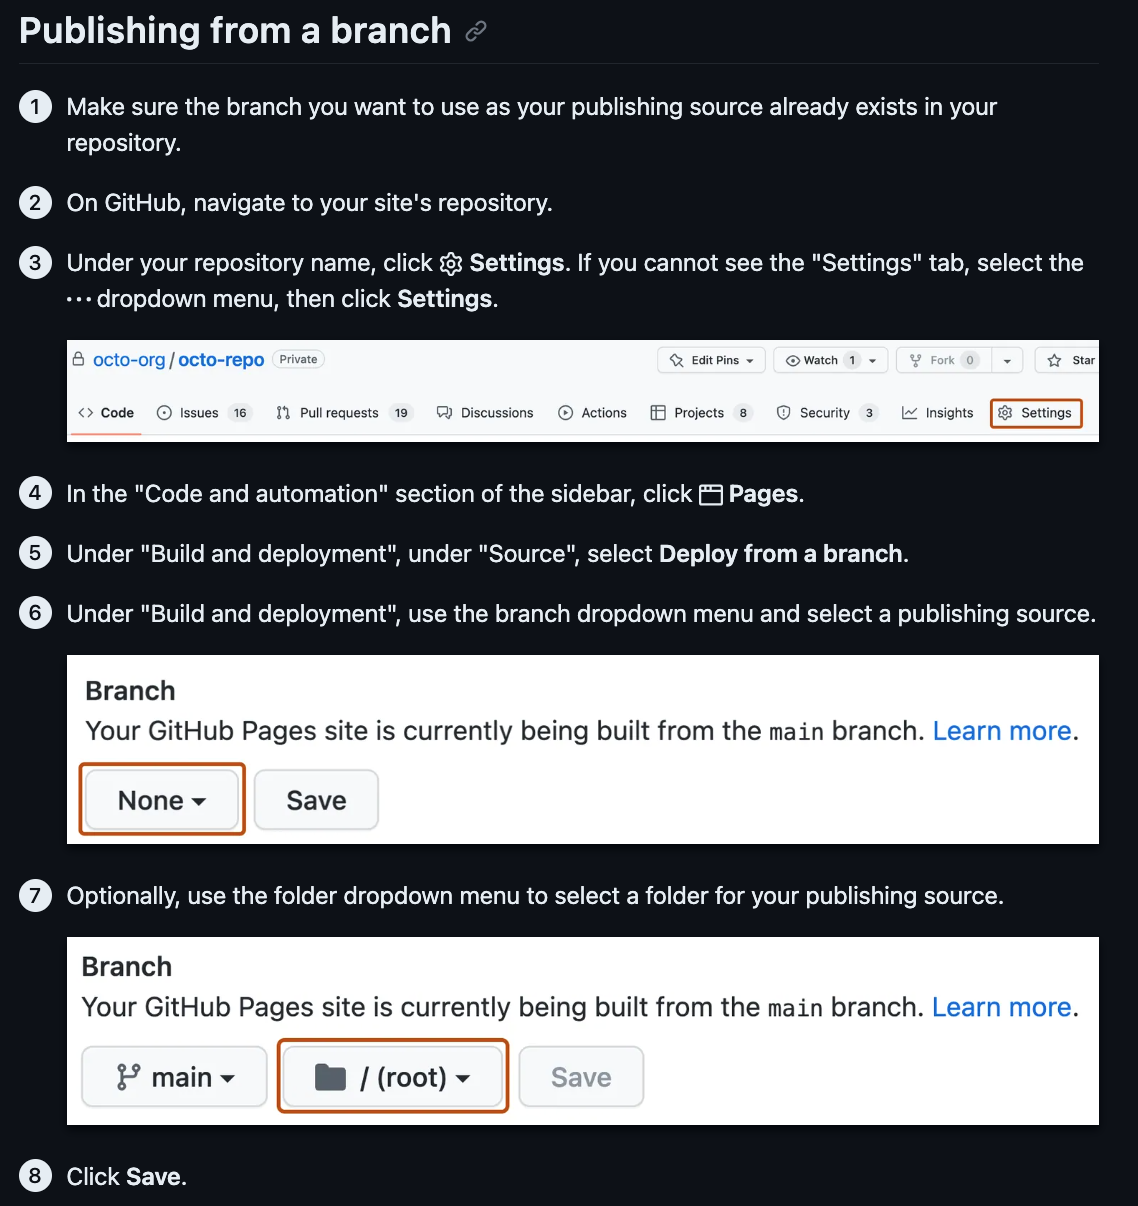 Publishing from a branch
1 Make sure the branch you want to use as your publishing source already exists in your
repository.
2 On GitHub, navigate to your site's repository.
3 Under your repository name, click Settings. If you cannot see the "Settings" tab, select the
··· dropdown menu, then click Settings.
octo-org / octo-repo Private Edit Pins Watch 1 Fork 0 Star
<> Code Issues 16 Pull requests 19 Discussions Actions Projects 8 Security 3 Insights Settings
4 In the "Code and automation" section of the sidebar, click Pages.
5 Under "Build and deployment", under "Source", select Deploy from a branch.
6 Under "Build and deployment", use the branch dropdown menu and select a publishing source.
Branch
Your GitHub Pages site is currently being built from the main branch. Learn more.
None Save
7 Optionally, use the folder dropdown menu to select a folder for your publishing source.
Branch
Your GitHub Pages site is currently being built from the main branch. Learn more.
main / (root) Save
8 Click Save.